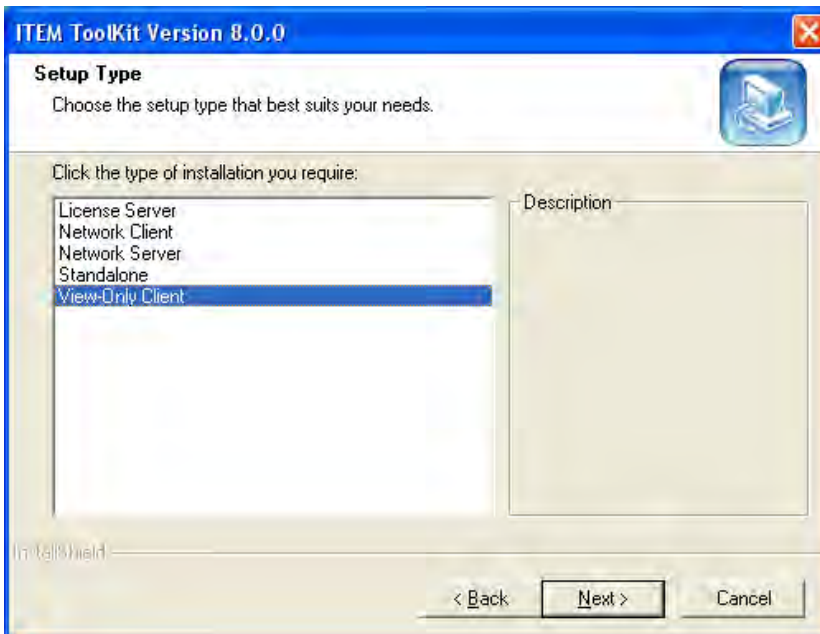 ITEM ToolKit Version 8.0.0
Setup Type
Choose the setup type that best suits your needs.
Click the type of installation you require:
License Server
Network Client
Network Server
Standalone
View-Only Client
Description
InstallShield
< Back
Next >
Cancel